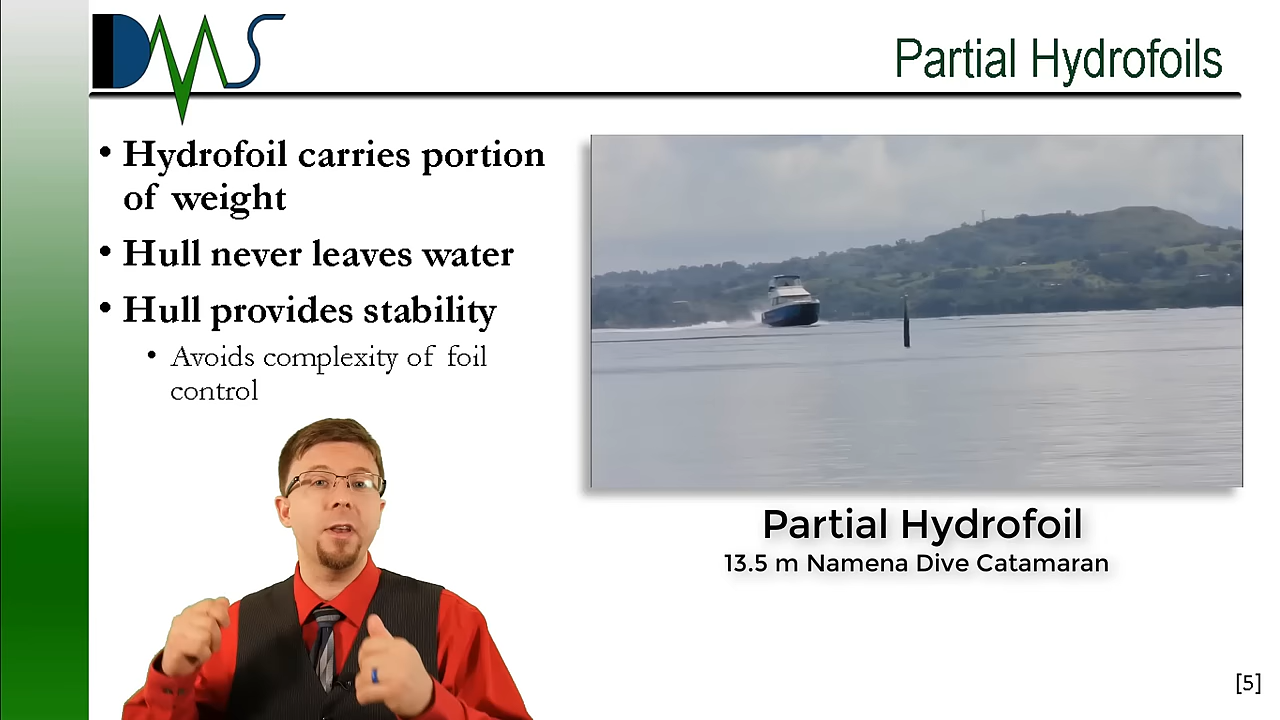 DMS
Partial Hydrofoils
• Hydrofoil carries portion
of weight
• Hull never leaves water
• Hull provides stability
• Avoids complexity of foil
control
Partial Hydrofoil
13.5 m Namena Dive Catamaran
[5]